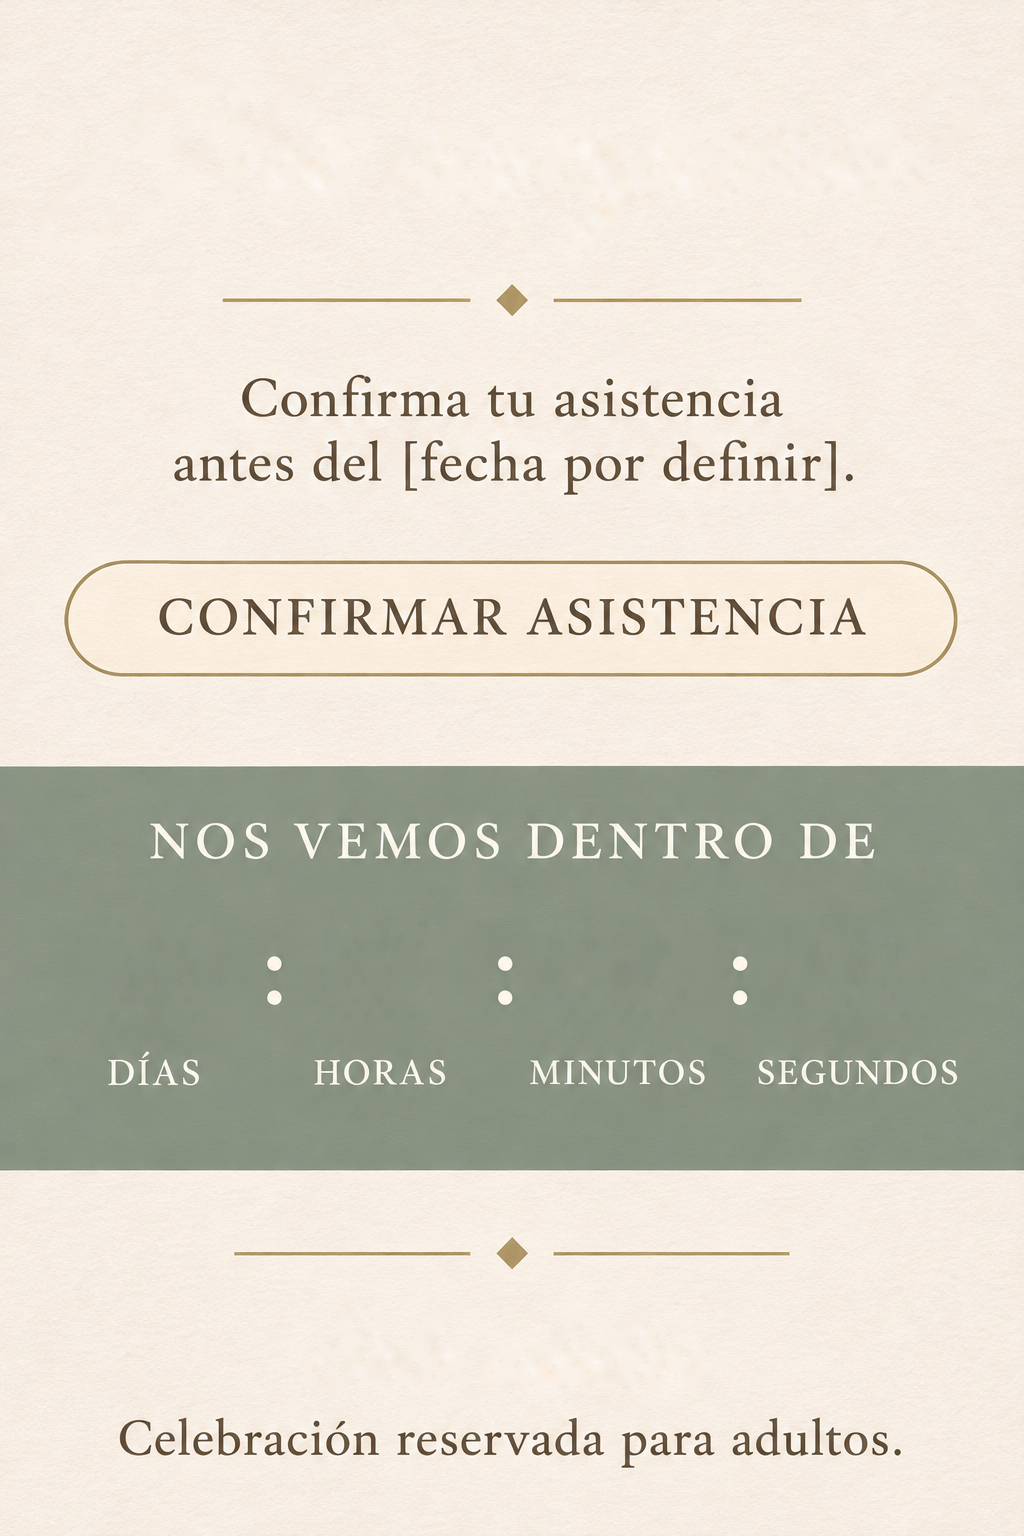 Confirma tu asistencia
antes del [fecha por definir].
CONFIRMAR ASISTENCIA
NOS VEMOS DENTRO DE
: : :
DÍAS HORAS MINUTOS SEGUNDOS
Celebración reservada para adultos.